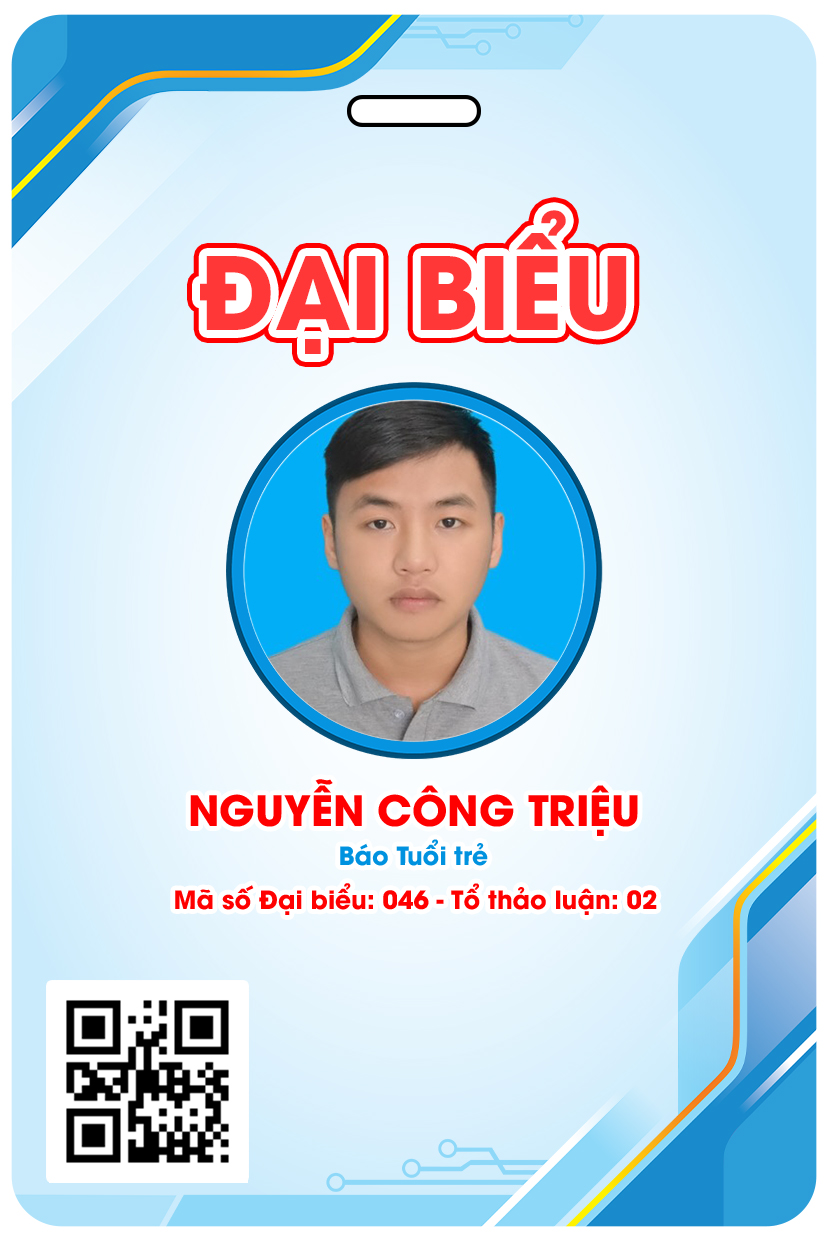 ĐẠI BIỂU
NGUYỄN CÔNG TRIỆU
Báo Tuổi trẻ
Mã số Đại biểu: 046 - Tổ thảo luận: 02